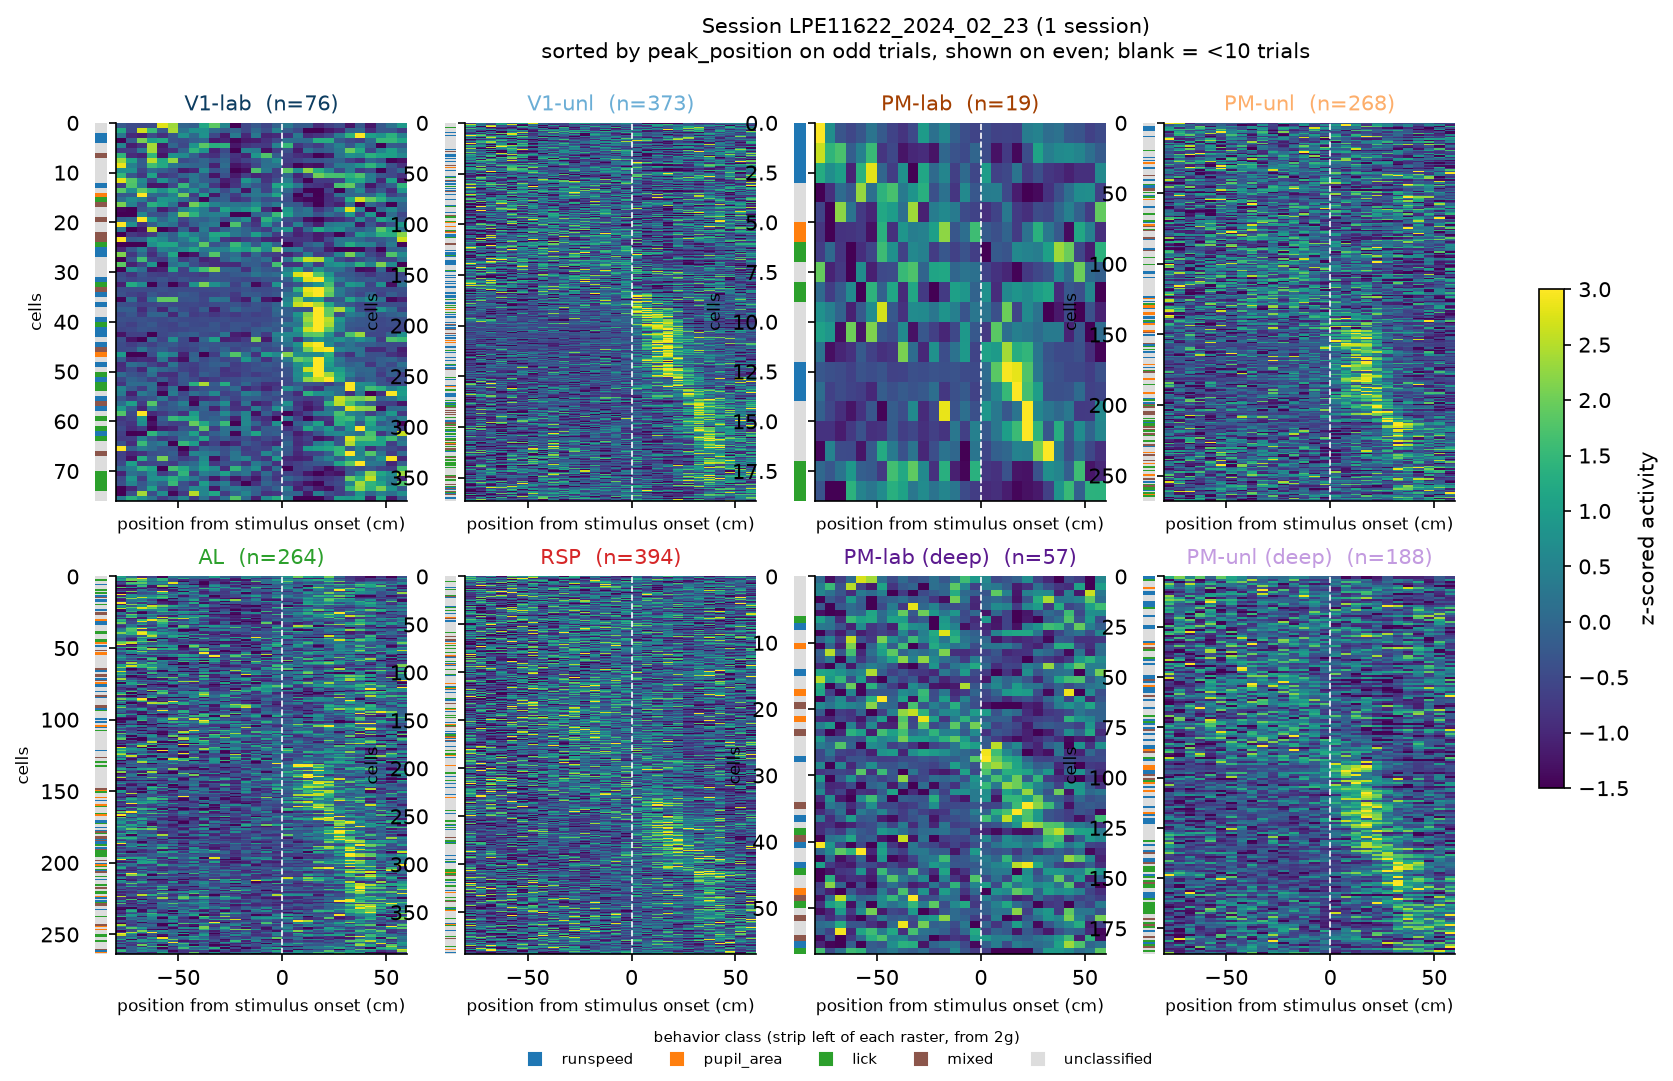 Session LPE11622_2024_02_23 (1 session)
sorted by peak_position on odd trials, shown on even; blank = <10 trials
V1-lab (n=76)
V1-unl (n=373)
PM-lab (n=19)
PM-unl (n=268)
0
10
20
30
40
50
60
70
cells
position from stimulus onset (cm)
0
50
100
150
200
250
300
350
cells
position from stimulus onset (cm)
0.0
2.5
5.0
7.5
10.0
12.5
15.0
17.5
cells
position from stimulus onset (cm)
0
50
100
150
200
250
cells
position from stimulus onset (cm)
AL (n=264)
RSP (n=394)
PM-lab (deep) (n=57)
PM-unl (deep) (n=188)
0
50
100
150
200
250
cells
−50 0 50
position from stimulus onset (cm)
0
50
100
150
200
250
300
350
cells
−50 0 50
position from stimulus onset (cm)
0
10
20
30
40
50
cells
−50 0 50
position from stimulus onset (cm)
0
25
50
75
100
125
150
175
cells
−50 0 50
position from stimulus onset (cm)
3.0
2.5
2.0
1.5
1.0
0.5
0.0
−0.5
−1.0
−1.5
z-scored activity
behavior class (strip left of each raster, from 2g)
runspeed pupil_area lick mixed unclassified